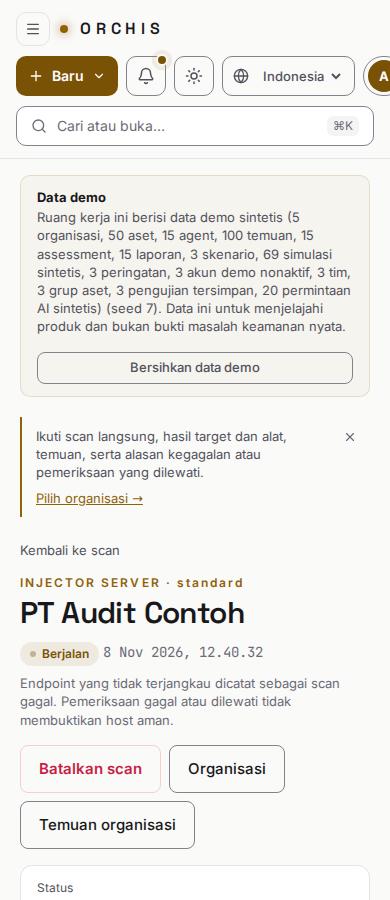 ORCHIS
Baru
Indonesia
A
Cari atau buka...
⌘K
Data demo
Ruang kerja ini berisi data demo sintetis (5
organisasi, 50 aset, 15 agent, 100 temuan, 15
assessment, 15 laporan, 3 skenario, 69 simulasi
sintetis, 3 peringatan, 3 akun demo nonaktif, 3 tim,
3 grup aset, 3 pengujian tersimpan, 20 permintaan
AI sintetis) (seed 7). Data ini untuk menjelajahi
produk dan bukan bukti masalah keamanan nyata.
Bersihkan data demo
Ikuti scan langsung, hasil target dan alat,
temuan, serta alasan kegagalan atau
pemeriksaan yang dilewati.
Pilih organisasi →
Kembali ke scan
INJECTOR SERVER · standard
PT Audit Contoh
Berjalan 8 Nov 2026, 12.40.32
Endpoint yang tidak terjangkau dicatat sebagai scan
gagal. Pemeriksaan gagal atau dilewati tidak
membuktikan host aman.
Batalkan scan
Organisasi
Temuan organisasi
Status